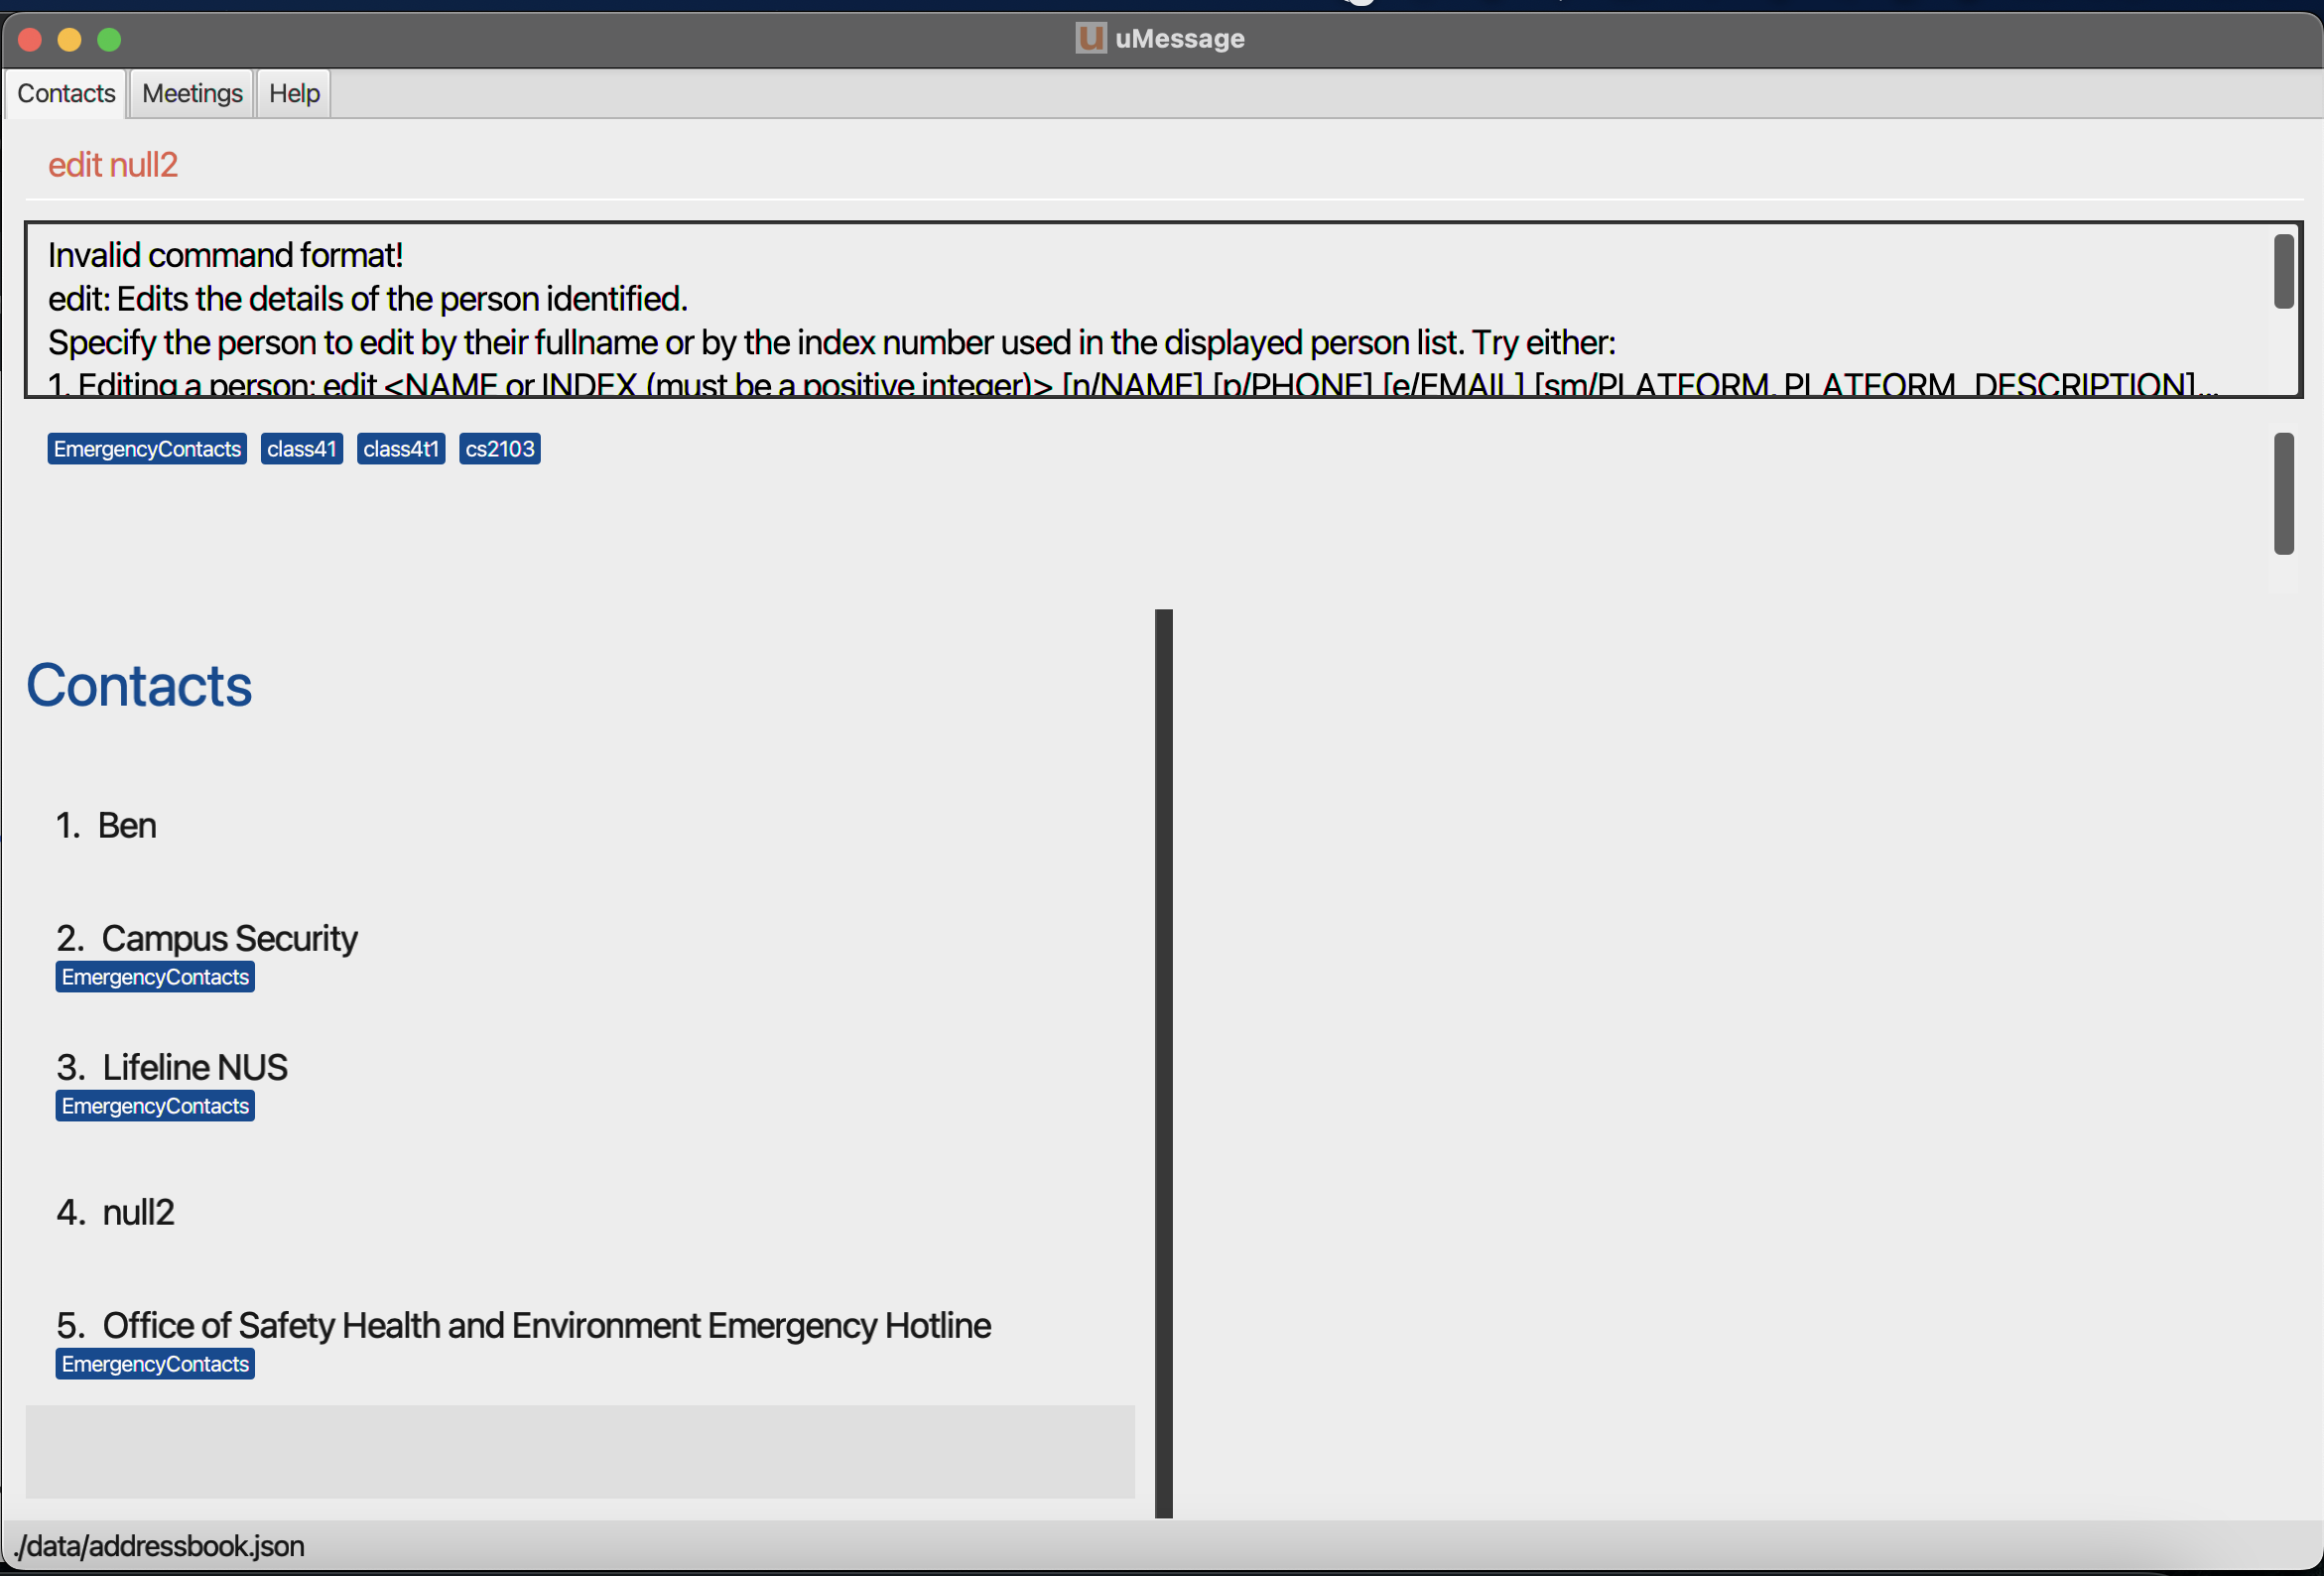 u uMessage
Contacts Meetings Help
edit null2
Invalid command format!
edit: Edits the details of the person identified.
Specify the person to edit by their fullname or by the index number used in the displayed person list. Try either:
1. Editing a person: edit <NAME or INDEX (must be a positive integer)> [n/NAME] [p/PHONE] [e/EMAIL] [sm/PLATFORM, PLATFORM_DESCRIPTION]...
EmergencyContacts class41 class4t1 cs2103
Contacts
1. Ben
2. Campus Security
EmergencyContacts
3. Lifeline NUS
EmergencyContacts
4. null2
5. Office of Safety Health and Environment Emergency Hotline
EmergencyContacts
./data/addressbook.json